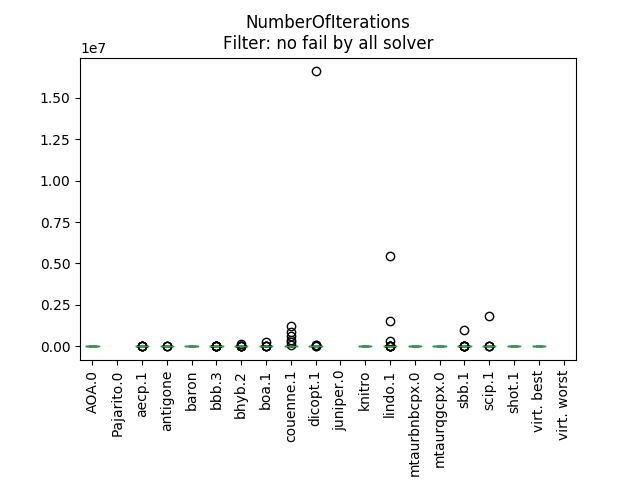 NumberOfIterations
Filter: no fail by all solver
1e7
1.50
1.25
1.00
0.75
0.50
0.25
0.00
AOA.0
Pajarito.0
aecp.1
antigone
baron
bbb.3
bhyb.2
boa.1
couenne.1
dicopt.1
juniper.0
knitro
lindo.1
mtaurbnbcpx.0
mtaurqgcpx.0
sbb.1
scip.1
shot.1
virt. best
virt. worst